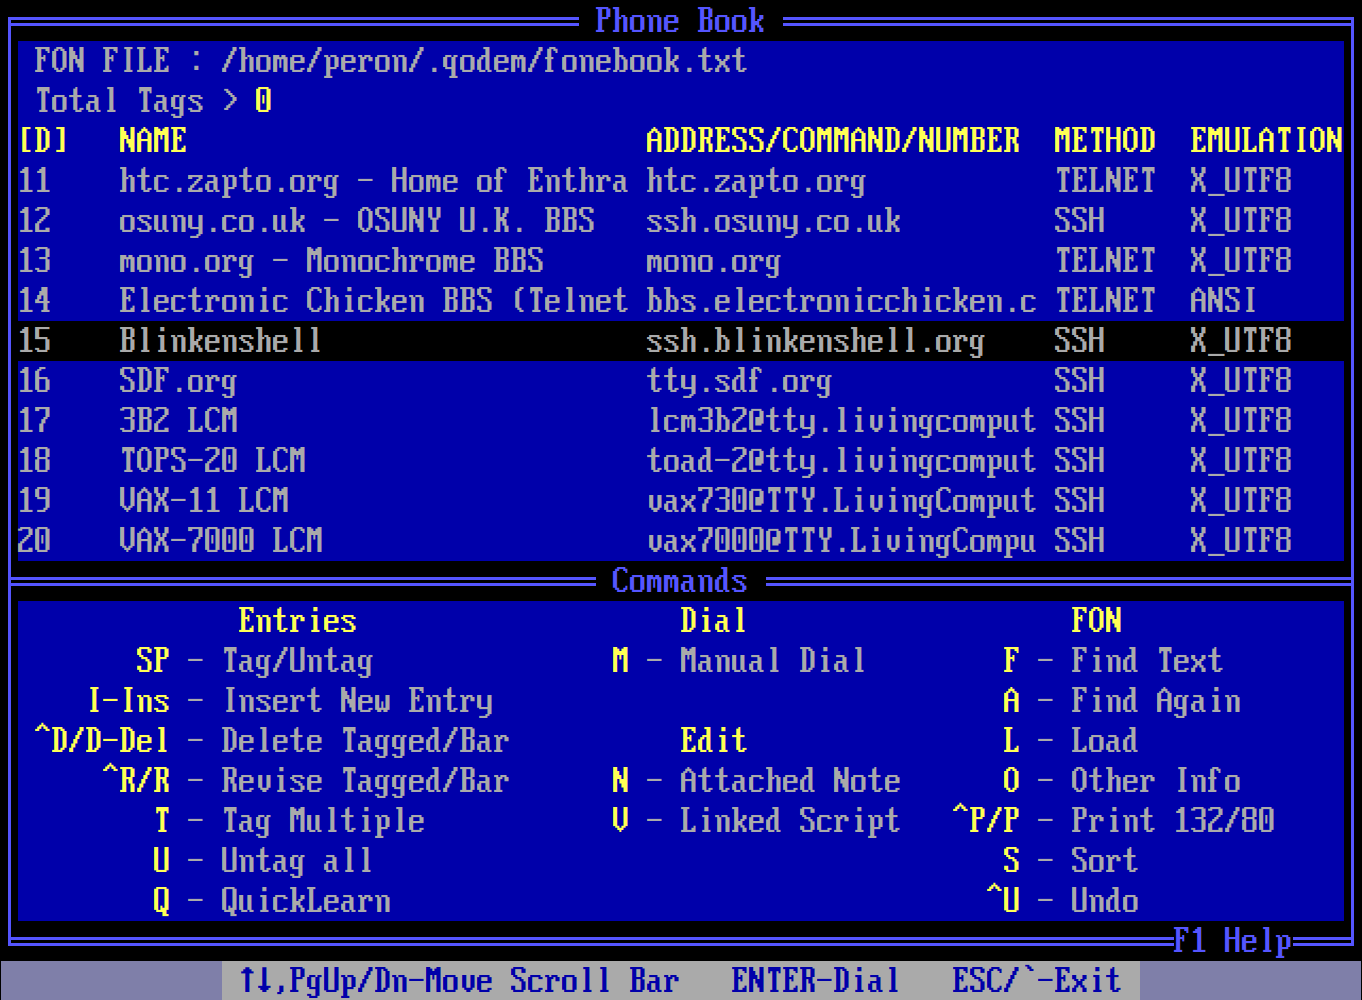 Phone Book
FON FILE : /home/peron/.qodem/fonebook.txt
Total Tags > 0
[D] NAME ADDRESS/COMMAND/NUMBER METHOD EMULATION
11 htc.zapto.org - Home of Enthra htc.zapto.org TELNET X_UTF8
12 osuny.co.uk - OSUNY U.K. BBS ssh.osuny.co.uk SSH X_UTF8
13 mono.org - Monochrome BBS mono.org TELNET X_UTF8
14 Electronic Chicken BBS (Telnet bbs.electronicchicken.c TELNET ANSI
15 Blinkenshell ssh.blinkenshell.org SSH X_UTF8
16 SDF.org tty.sdf.org SSH X_UTF8
17 3B2 LCM lcm3b2@tty.livingcomput SSH X_UTF8
18 TOPS-20 LCM toad-2@tty.livingcomput SSH X_UTF8
19 VAX-11 LCM vax730@TTY.LivingComput SSH X_UTF8
20 VAX-7000 LCM vax7000@TTY.LivingCompu SSH X_UTF8
Commands
Entries Dial FON
SP - Tag/Untag M - Manual Dial F - Find Text
I-Ins - Insert New Entry A - Find Again
^D/D-Del - Delete Tagged/Bar Edit L - Load
^R/R - Revise Tagged/Bar N - Attached Note O - Other Info
T - Tag Multiple V - Linked Script ^P/P - Print 132/80
U - Untag all S - Sort
Q - QuickLearn ^U - Undo
F1 Help
↑↓,PgUp/Dn-Move Scroll Bar ENTER-Dial ESC/`-Exit